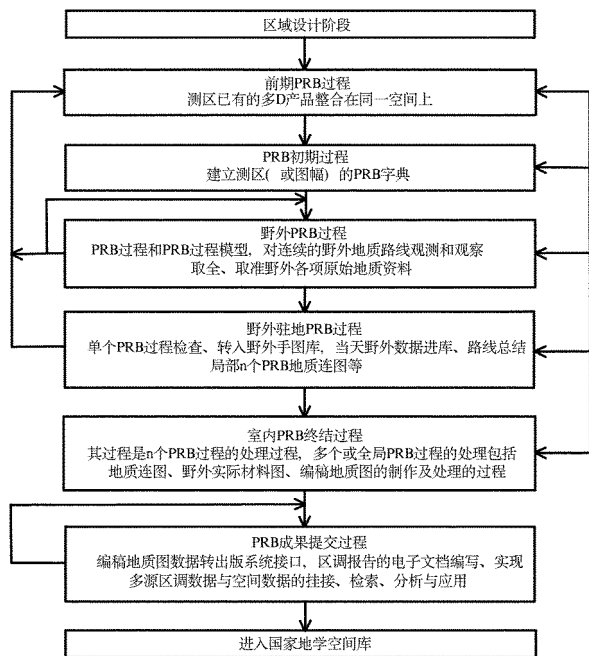 区域设计阶段
前期PRB过程
测区已有的多D产品整合在同一空间上
PRB初期过程
建立测区( 或图幅) 的PRB字典
野外PRB过程
PRB过程和PRB过程模型, 对连续的野外地质路线观测和观察
取全、取准野外各项原始地质资料
野外驻地PRB过程
单个PRB过程检查、转入野外手图库, 当天野外数据进库、路线总结
局部n个PRB地质连图等
室内PRB终结过程
其过程是n个PRB过程的处理过程, 多个或全局PRB过程的处理包括
地质连图、野外实际材料图、编稿地质图的制作及处理的过程
PRB成果提交过程
编稿地质图数据转出版系统接口, 区调报告的电子文档编写、实现
多源区调数据与空间数据的挂接、检索、分析与应用
进入国家地学空间库